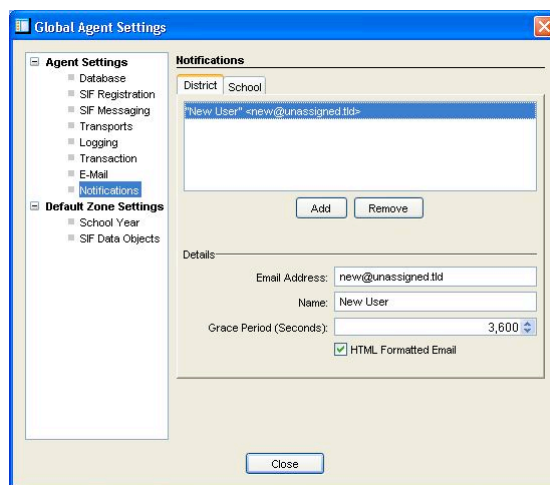 Global Agent Settings
Agent Settings
Database
SIF Registration
SIF Messaging
Transports
Logging
Transaction
E-Mail
Notifications
Default Zone Settings
School Year
SIF Data Objects
Notifications
District School
"New User" <new@unassigned.tld>
Add Remove
Details
Email Address: new@unassigned.tld
Name: New User
Grace Period (Seconds): 3,600
HTML Formatted Email
Close